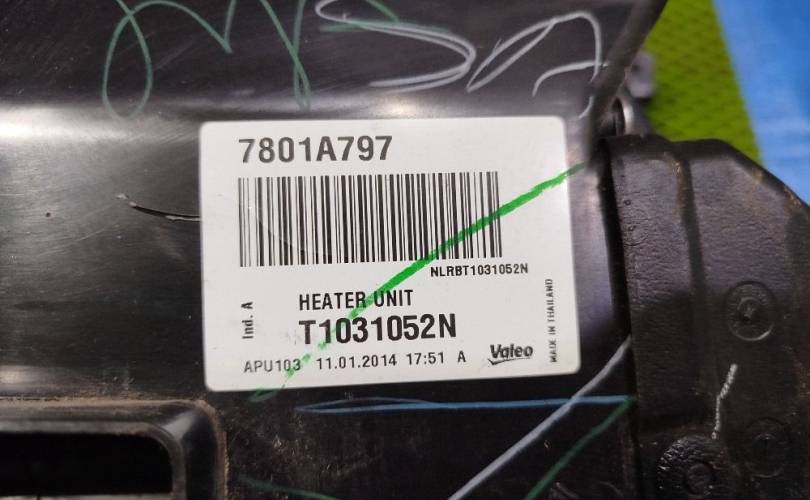 7801A797
NLRBT1031052N
Ind. A
HEATER UNIT
T1031052N
APU103 11.01.2014 17:51 A
Valeo
MADE IN THAILAND